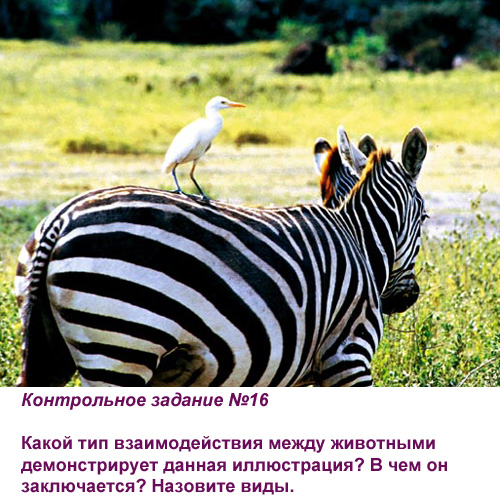 Контрольное задание №16
Какой тип взаимодействия между животными
демонстрирует данная иллюстрация? В чем он
заключается? Назовите виды.